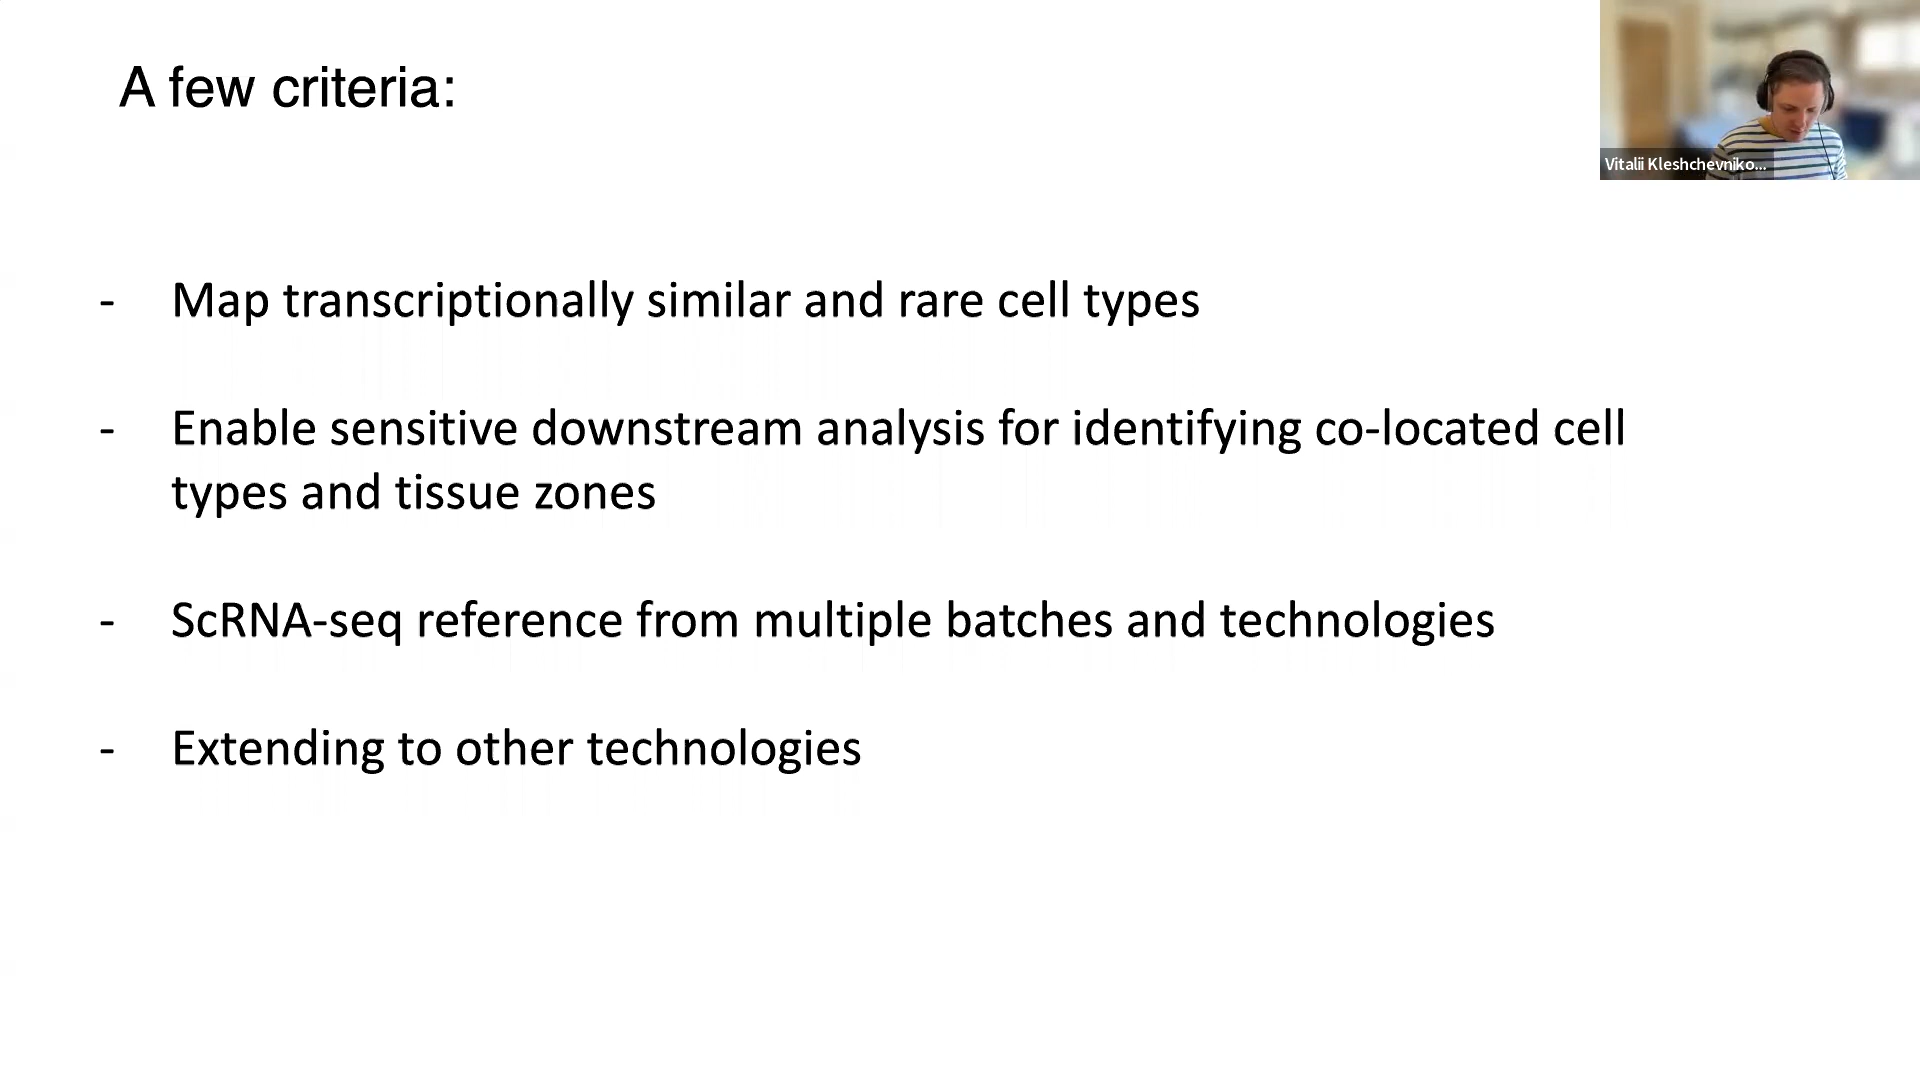 A few criteria:
Vitalii Kleshchevniko...
- Map transcriptionally similar and rare cell types
- Enable sensitive downstream analysis for identifying co-located cell
types and tissue zones
- ScRNA-seq reference from multiple batches and technologies
- Extending to other technologies